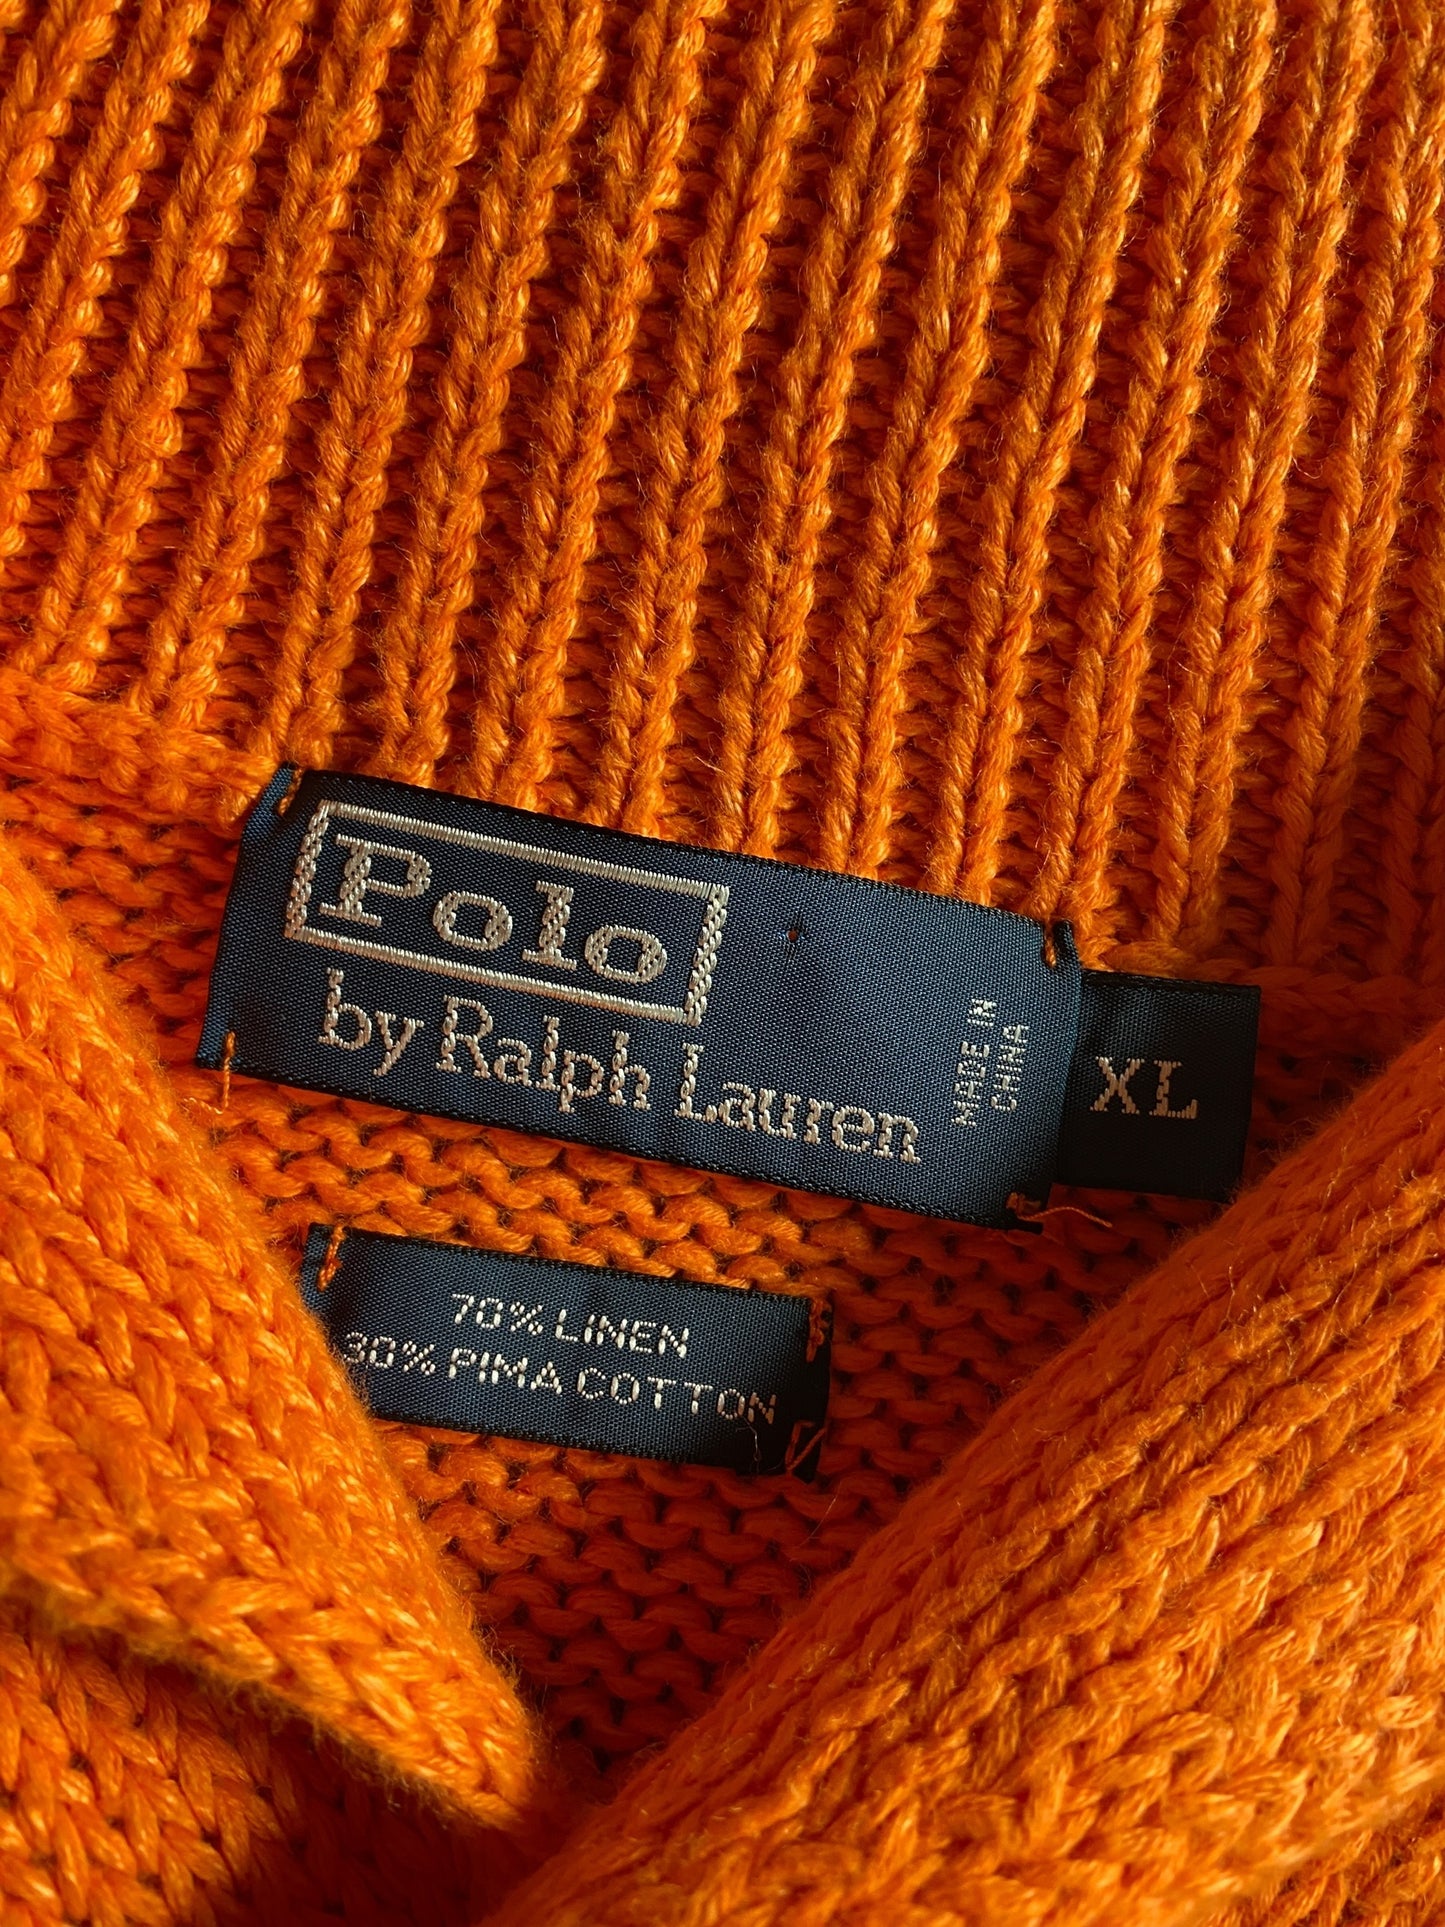 Polo
by Ralph Lauren
MADE IN
CHINA
XL
70% LINEN
30% PIMA COTTON